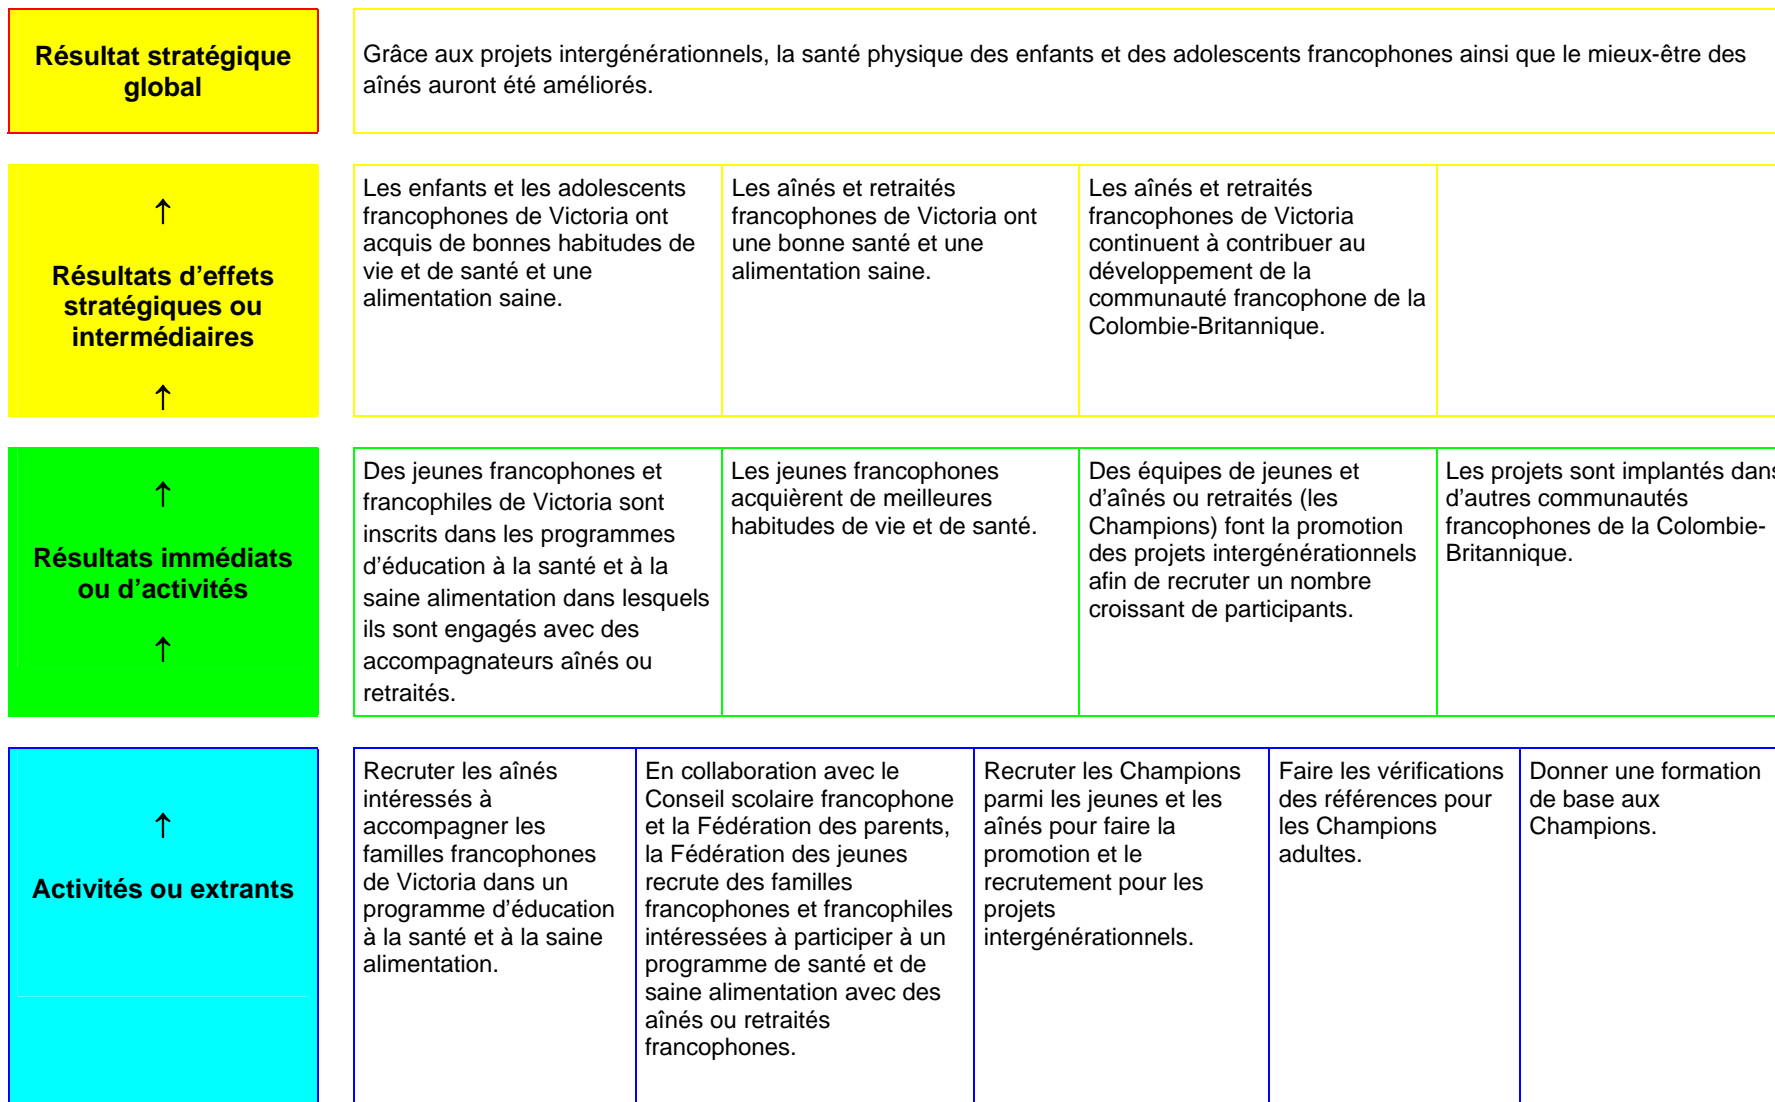 Résultat stratégique
global
Grâce aux projets intergénérationnels, la santé physique des enfants et des adolescents francophones ainsi que le mieux-être des
aînés auront été améliorés.
↑
Résultats d’effets
stratégiques ou
intermédiaires
↑
Les enfants et les adolescents
francophones de Victoria ont
acquis de bonnes habitudes de
vie et de santé et une
alimentation saine.
Les aînés et retraités
francophones de Victoria ont
une bonne santé et une
alimentation saine.
Les aînés et retraités
francophones de Victoria
continuent à contribuer au
développement de la
communauté francophone de la
Colombie-Britannique.
↑
Résultats immédiats
ou d’activités
↑
Des jeunes francophones et
francophiles de Victoria sont
inscrits dans les programmes
d’éducation à la santé et à la
saine alimentation dans lesquels
ils sont engagés avec des
accompagnateurs aînés ou
retraités.
Les jeunes francophones
acquièrent de meilleures
habitudes de vie et de santé.
Des équipes de jeunes et
d’aînés ou retraités (les
Champions) font la promotion
des projets intergénérationnels
afin de recruter un nombre
croissant de participants.
Les projets sont implantés dans
d’autres communautés
francophones de la Colombie-
Britannique.
↑
Activités ou extrants
Recruter les aînés
intéressés à
accompagner les
familles francophones
de Victoria dans un
programme d’éducation
à la santé et à la saine
alimentation.
En collaboration avec le
Conseil scolaire francophone
et la Fédération des parents,
la Fédération des jeunes
recrute des familles
francophones et francophiles
intéressées à participer à un
programme de santé et de
saine alimentation avec des
aînés ou retraités
francophones.
Recruter les Champions
parmi les jeunes et les
aînés pour faire la
promotion et le
recrutement pour les
projets
intergénérationnels.
Faire les vérifications
des références pour
les Champions
adultes.
Donner une formation
de base aux
Champions.